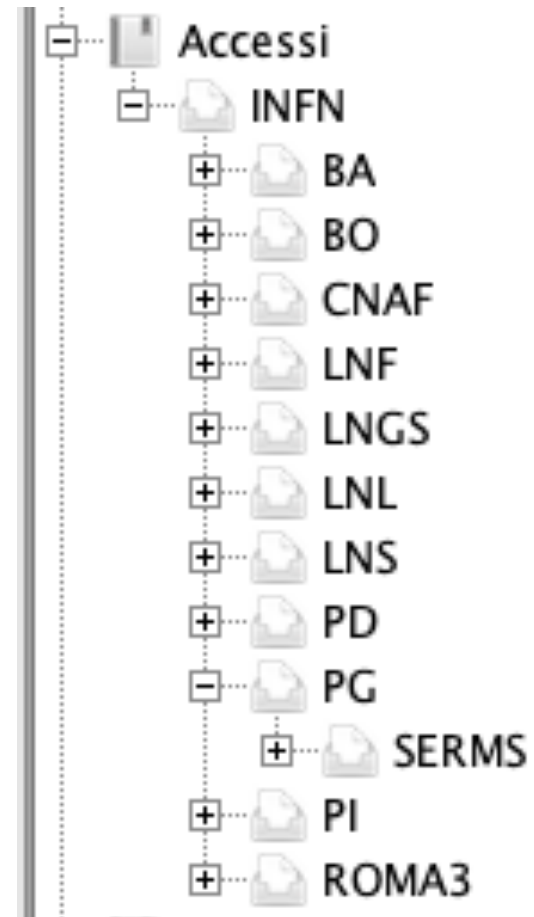 Accessi
INFN
BA
BO
CNAF
LNF
LNGS
LNL
LNS
PD
PG
SERMS
PI
ROMA3